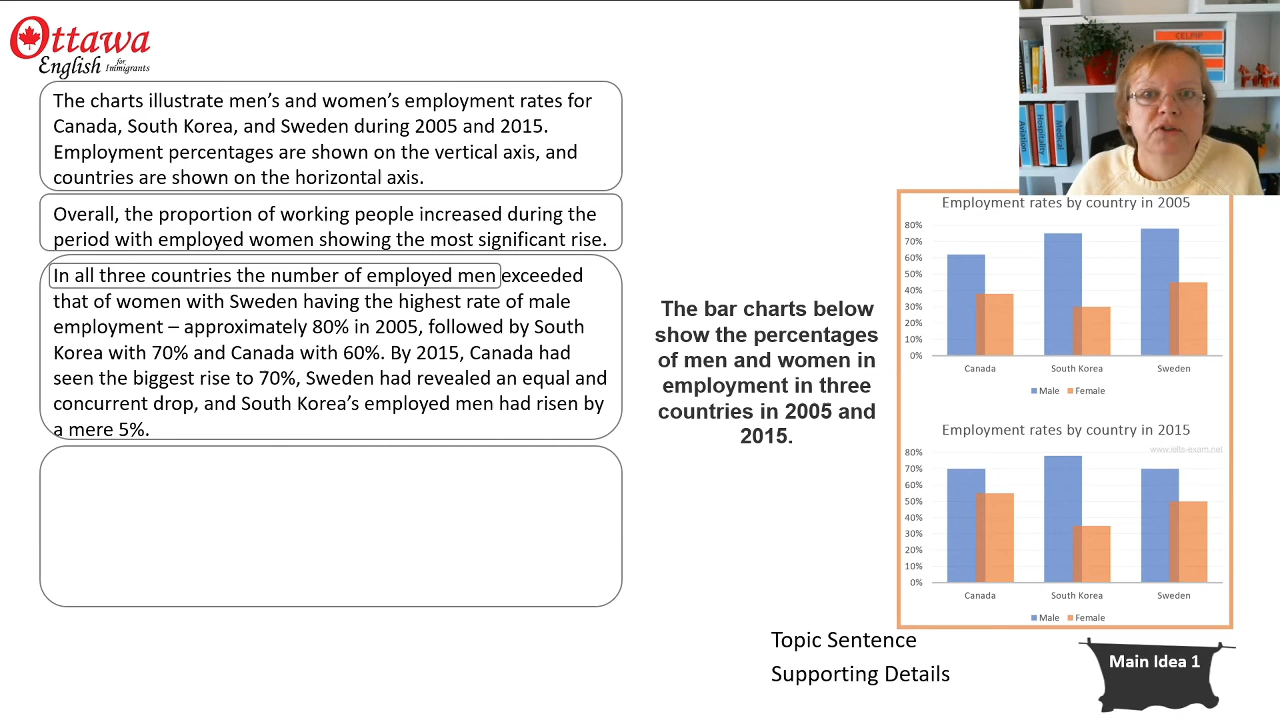 Ottawa
English for Immigrants
The charts illustrate men’s and women’s employment rates for
Canada, South Korea, and Sweden during 2005 and 2015.
Employment percentages are shown on the vertical axis, and
countries are shown on the horizontal axis.
Overall, the proportion of working people increased during the
period with employed women showing the most significant rise.
In all three countries the number of employed men exceeded
that of women with Sweden having the highest rate of male
employment – approximately 80% in 2005, followed by South
Korea with 70% and Canada with 60%. By 2015, Canada had
seen the biggest rise to 70%, Sweden had revealed an equal and
concurrent drop, and South Korea’s employed men had risen by
a mere 5%.
The bar charts below
show the percentages
of men and women in
employment in three
countries in 2005 and
2015.
CELPIP
Aviation
Hospitality
Medical
Employment rates by country in 2005
80%
70%
60%
50%
40%
30%
20%
10%
0%
Canada South Korea Sweden
Male Female
Employment rates by country in 2015
www.ielts-exam.net
80%
70%
60%
50%
40%
30%
20%
10%
0%
Canada South Korea Sweden
Male Female
Topic Sentence
Supporting Details
Main Idea 1